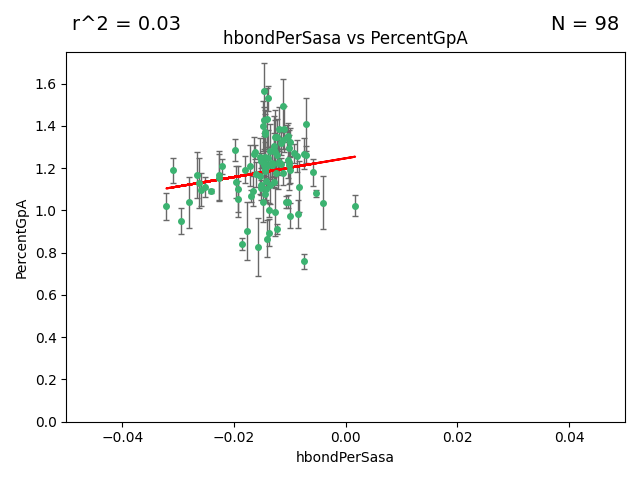 r^2 = 0.03
N = 98
hbondPerSasa vs PercentGpA
1.6
1.4
1.2
1.0
0.8
0.6
0.4
0.2
0.0
PercentGpA
−0.04
−0.02
0.00
0.02
0.04
hbondPerSasa